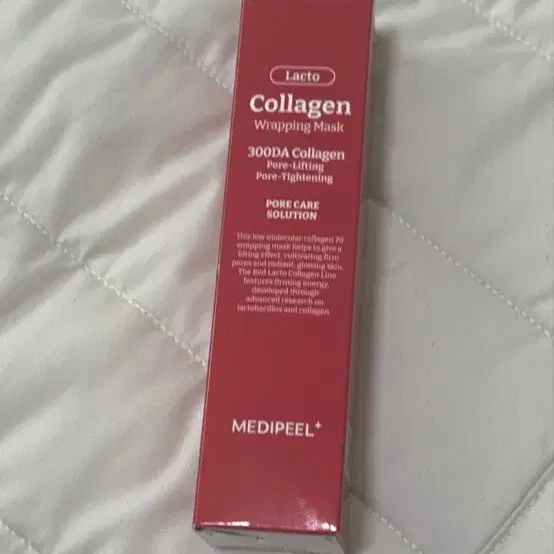 Lacto
Collagen
Wrapping Mask
300DA Collagen
Pore-Lifting
Pore-Tightening
PORE CARE
SOLUTION
This low molecular collagen 70
wrapping mask helps to give a
lifting effect, cultivating firm
pores and radiant, glowing skin.
The Red Lacto Collagen Line
features firming energy,
developed through
advanced research on
lactobacillus and collagen.
MEDIPEEL+